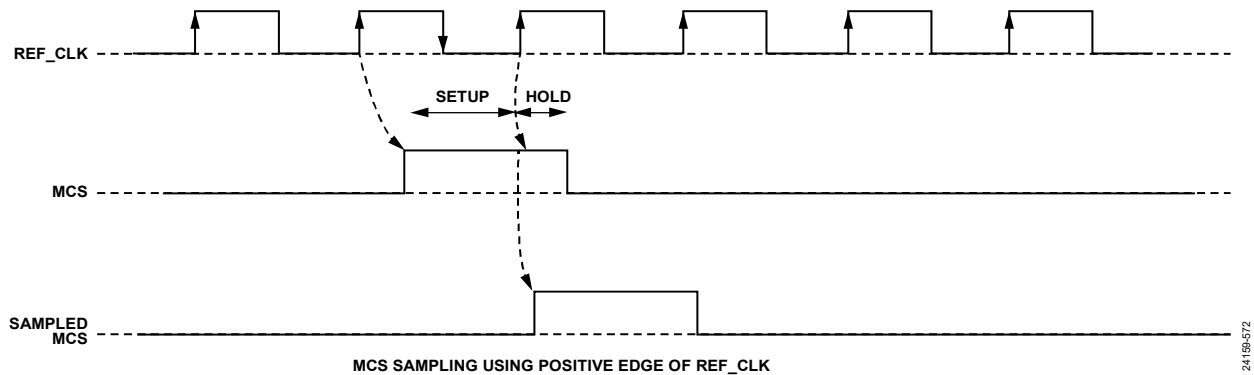 REF_CLK
SETUP
HOLD
MCS
SAMPLED
MCS
MCS SAMPLING USING POSITIVE EDGE OF REF_CLK
24159-572